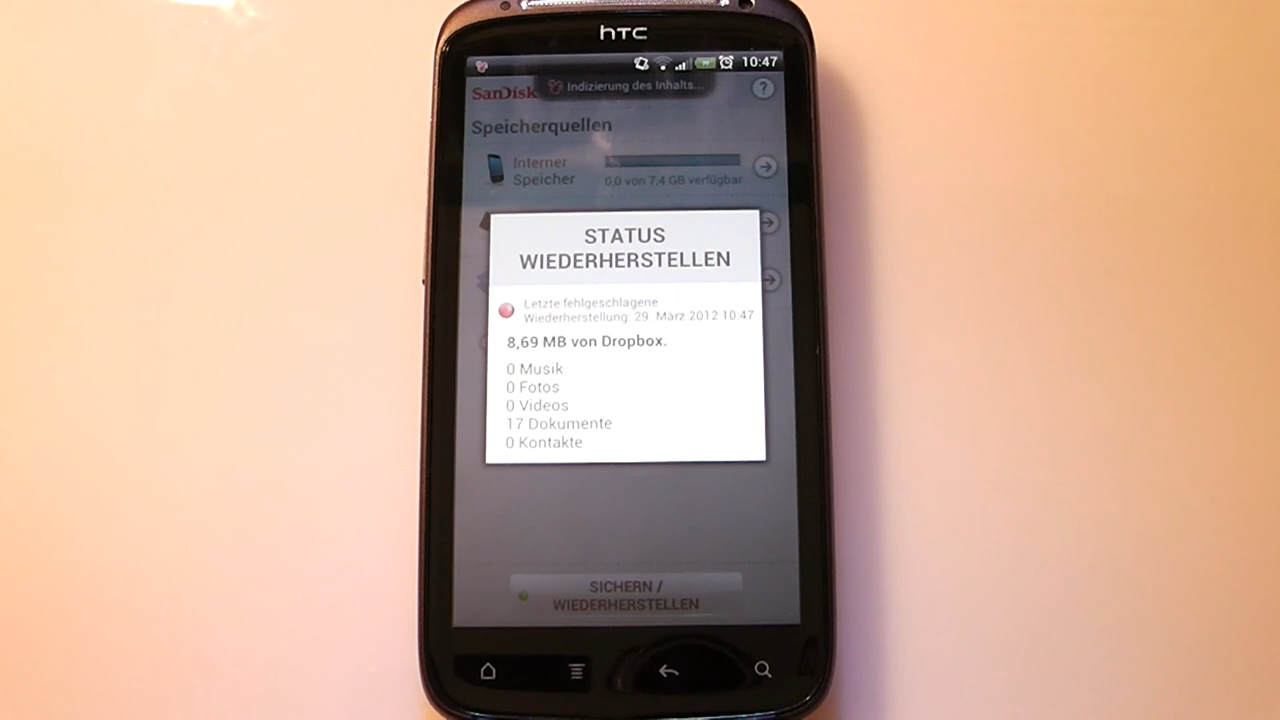 htc
10:47
SanDisk
Indizierung des Inhalts...
?
Speicherquellen
Interner
Speicher
0,0 von 7,4 GB verfügbar
STATUS
WIEDERHERSTELLEN
Letzte fehlgeschlagene
Wiederherstellung: 29. März 2012 10:47
8,69 MB von Dropbox.
0 Musik
0 Fotos
0 Videos
17 Dokumente
0 Kontakte
SICHERN /
WIEDERHERSTELLEN